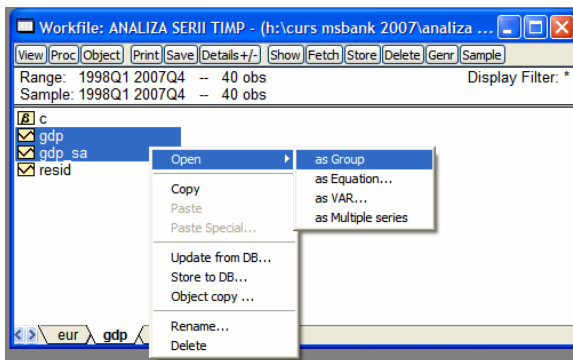 Workfile: ANALIZA SERII TIMP - (h:\curs msbank 2007\analiza ...
View Proc Object Print Save Details+/- Show Fetch Store Delete Genr Sample
Range: 1998Q1 2007Q4 -- 40 obs Display Filter: *
Sample: 1998Q1 2007Q4 -- 40 obs
β c
gdp
gdp_sa
resid
Open
Copy
Paste
Paste Special...
Update from DB...
Store to DB...
Object copy ...
Rename...
Delete
as Group
as Equation...
as VAR...
as Multiple series
eur gdp